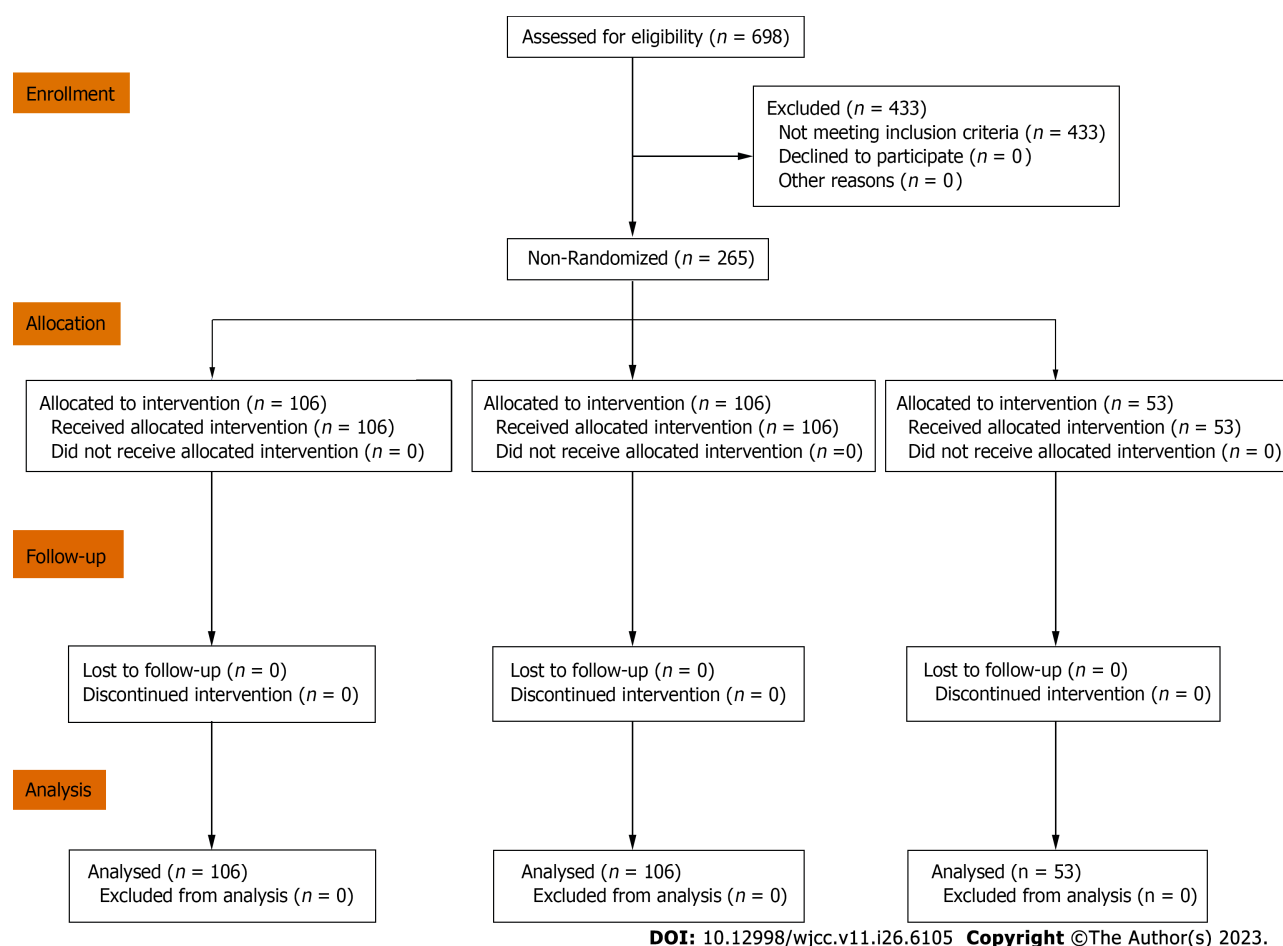 Assessed for eligibility (n = 698)
Enrollment
Excluded (n = 433)
Not meeting inclusion criteria (n = 433)
Declined to participate (n = 0)
Other reasons (n = 0)
Non-Randomized (n = 265)
Allocation
Allocated to intervention (n = 106)
Received allocated intervention (n = 106)
Did not receive allocated intervention (n = 0)
Allocated to intervention (n = 106)
Received allocated intervention (n = 106)
Did not receive allocated intervention (n =0)
Allocated to intervention (n = 53)
Received allocated intervention (n = 53)
Did not receive allocated intervention (n = 0)
Follow-up
Lost to follow-up (n = 0)
Discontinued intervention (n = 0)
Lost to follow-up (n = 0)
Discontinued intervention (n = 0)
Lost to follow-up (n = 0)
Discontinued intervention (n = 0)
Analysis
Analysed (n = 106)
Excluded from analysis (n = 0)
Analysed (n = 106)
Excluded from analysis (n = 0)
Analysed (n = 53)
Excluded from analysis (n = 0)
DOI: 10.12998/wjcc.v11.i26.6105 Copyright ©The Author(s) 2023.